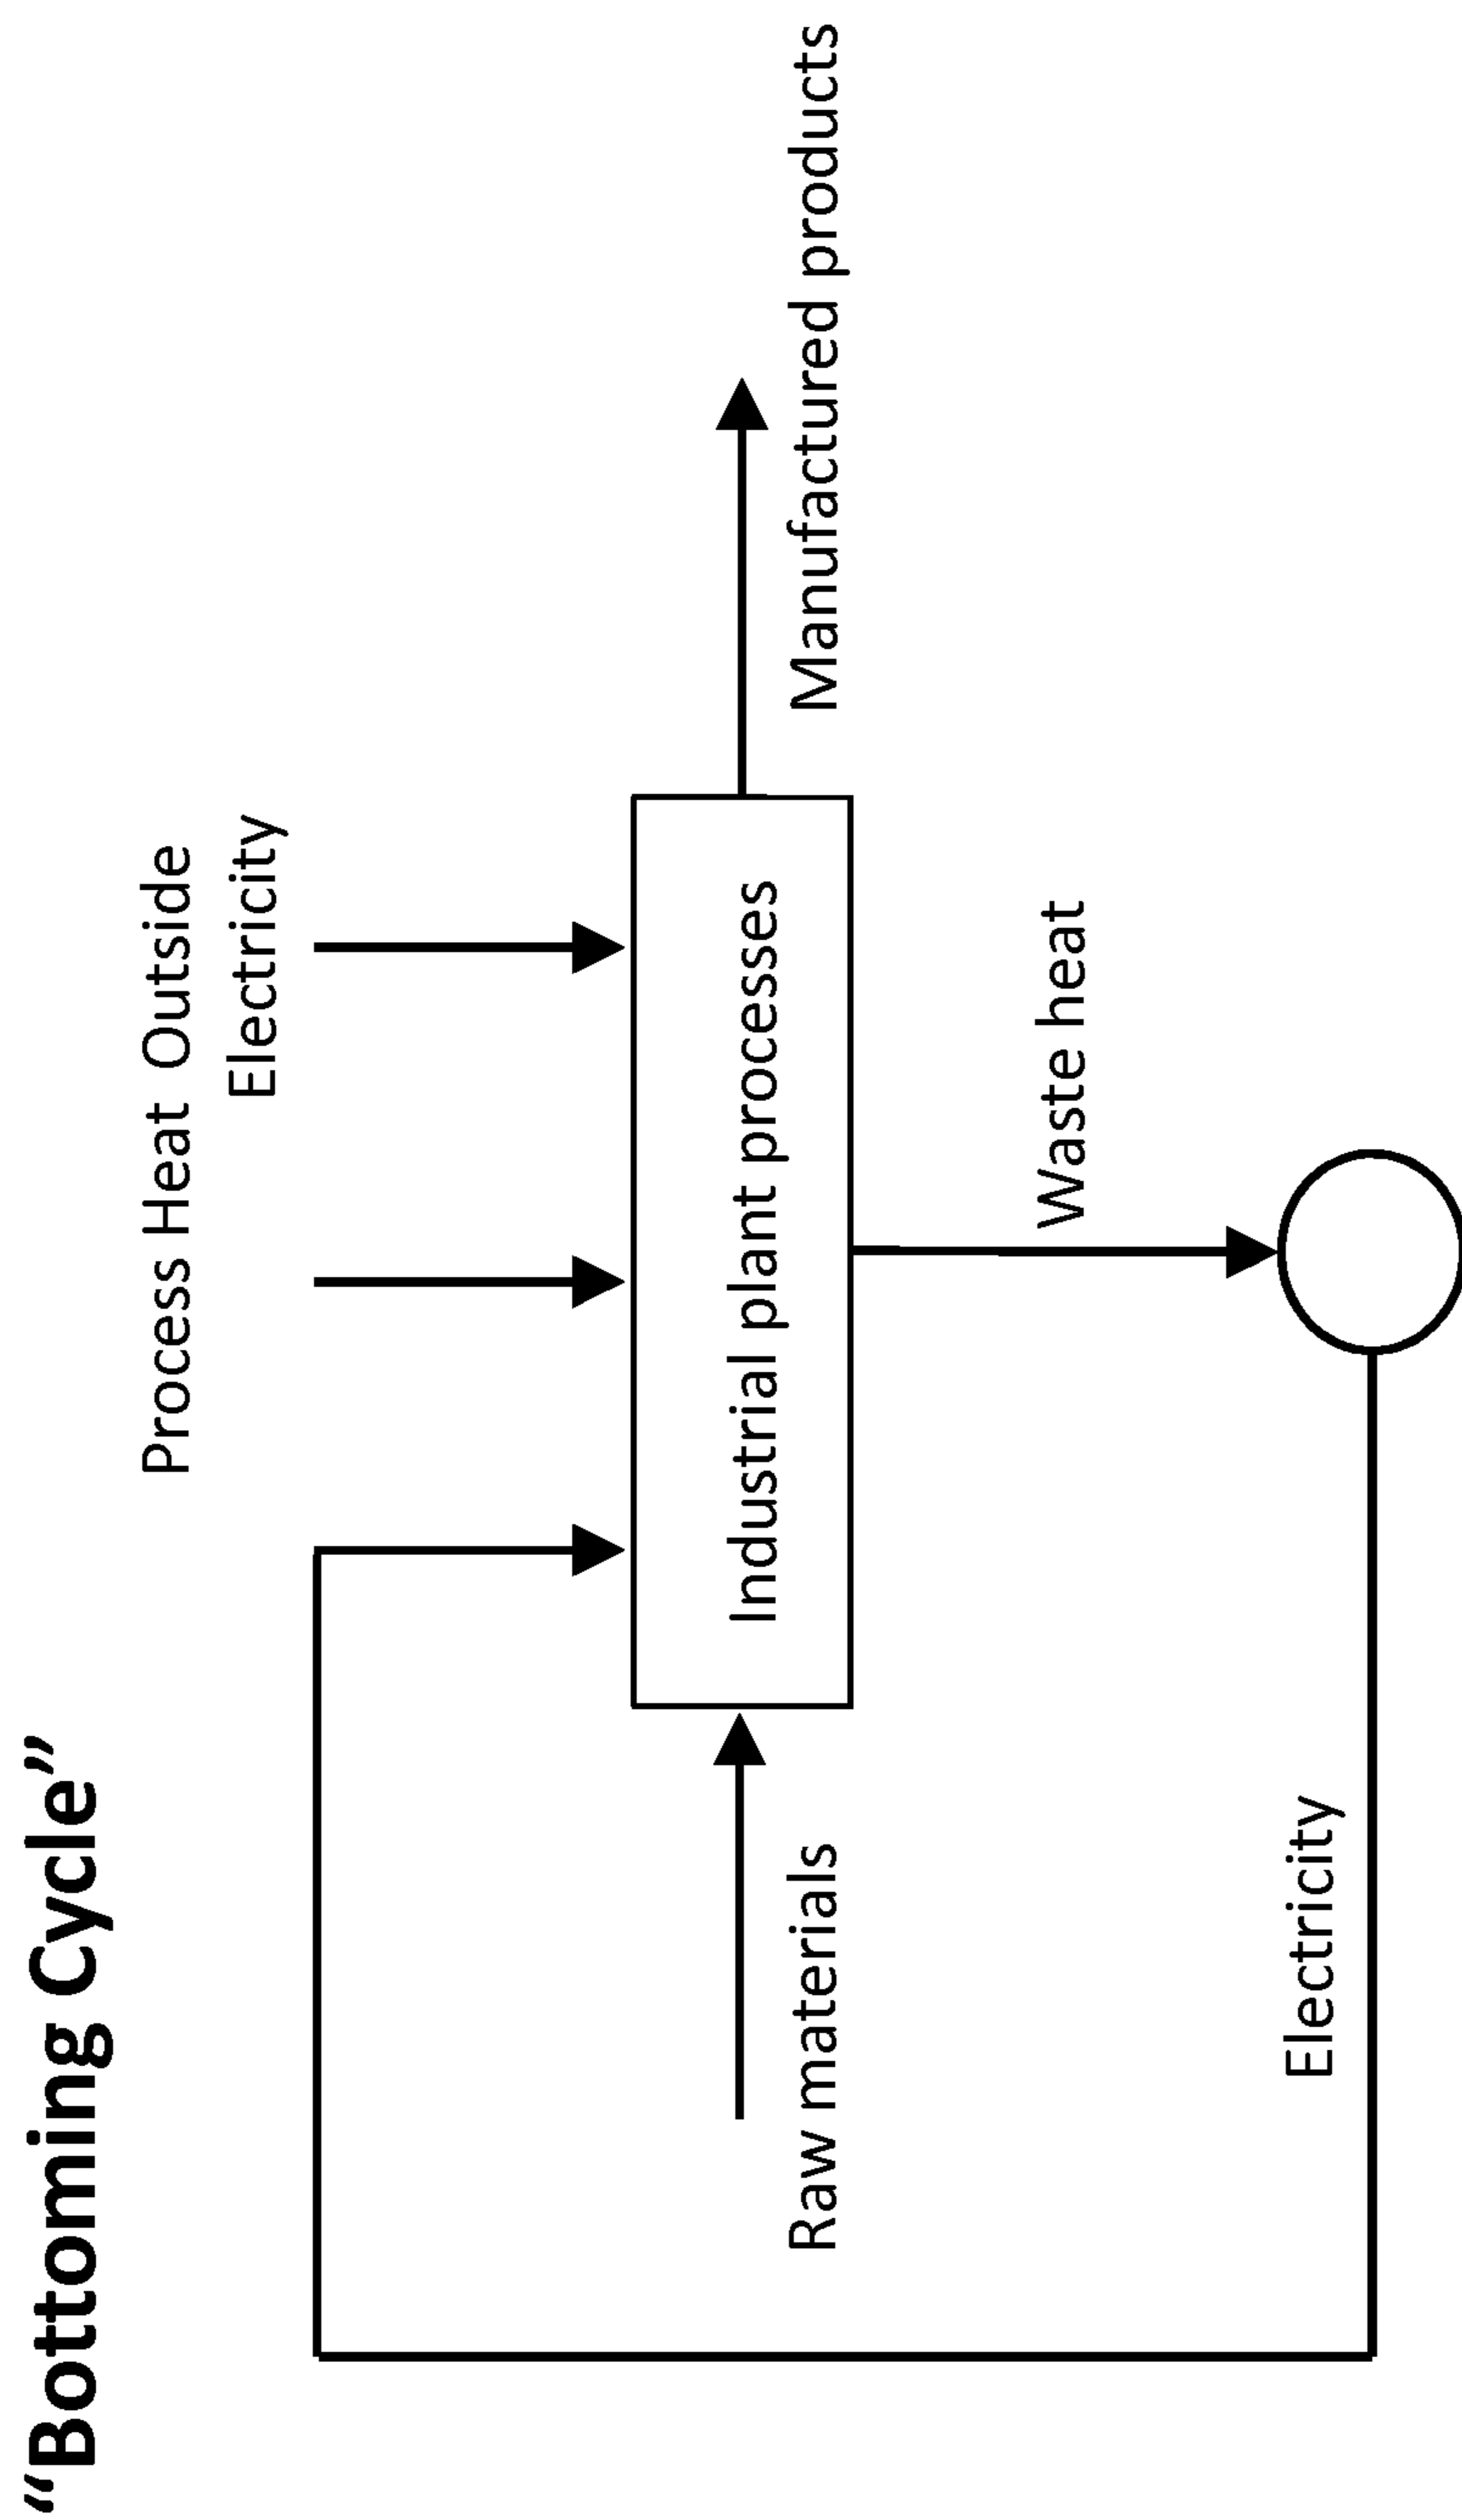 “Bottoming Cycle”
Process Heat Outside
Electricity
Industrial plant processes
Raw materials
Manufactured products
Waste heat
Electricity